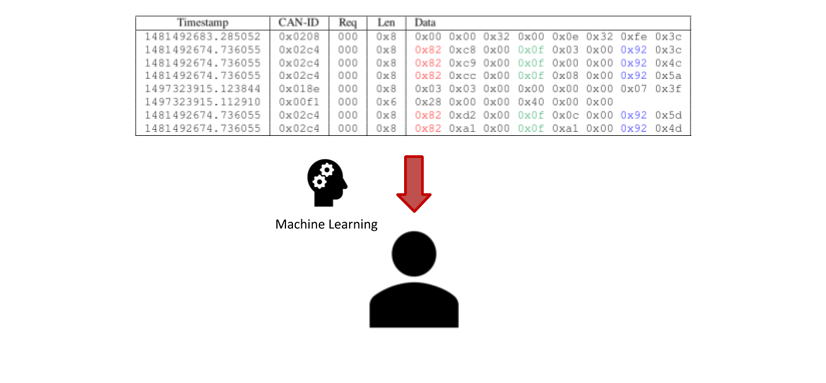 Timestamp CAN-ID Req Len Data
1481492683.285052 0x0208 000 0x8 0x00 0x00 0x32 0x00 0x0e 0x32 0xfe 0x3c
1481492674.736055 0x02c4 000 0x8 0x82 0xc8 0x00 0x0f 0x03 0x00 0x92 0x3c
1481492674.736055 0x02c4 000 0x8 0x82 0xc9 0x00 0x0f 0x00 0x00 0x92 0x4c
1481492674.736055 0x02c4 000 0x8 0x82 0xcc 0x00 0x0f 0x08 0x00 0x92 0x5a
1497323915.123844 0x018e 000 0x8 0x03 0x03 0x00 0x00 0x00 0x00 0x07 0x3f
1497323915.112910 0x00f1 000 0x6 0x28 0x00 0x00 0x40 0x00 0x00
1481492674.736055 0x02c4 000 0x8 0x82 0xd2 0x00 0x0f 0x0c 0x00 0x92 0x5d
1481492674.736055 0x02c4 000 0x8 0x82 0xa1 0x00 0x0f 0xa1 0x00 0x92 0x4d
Machine Learning